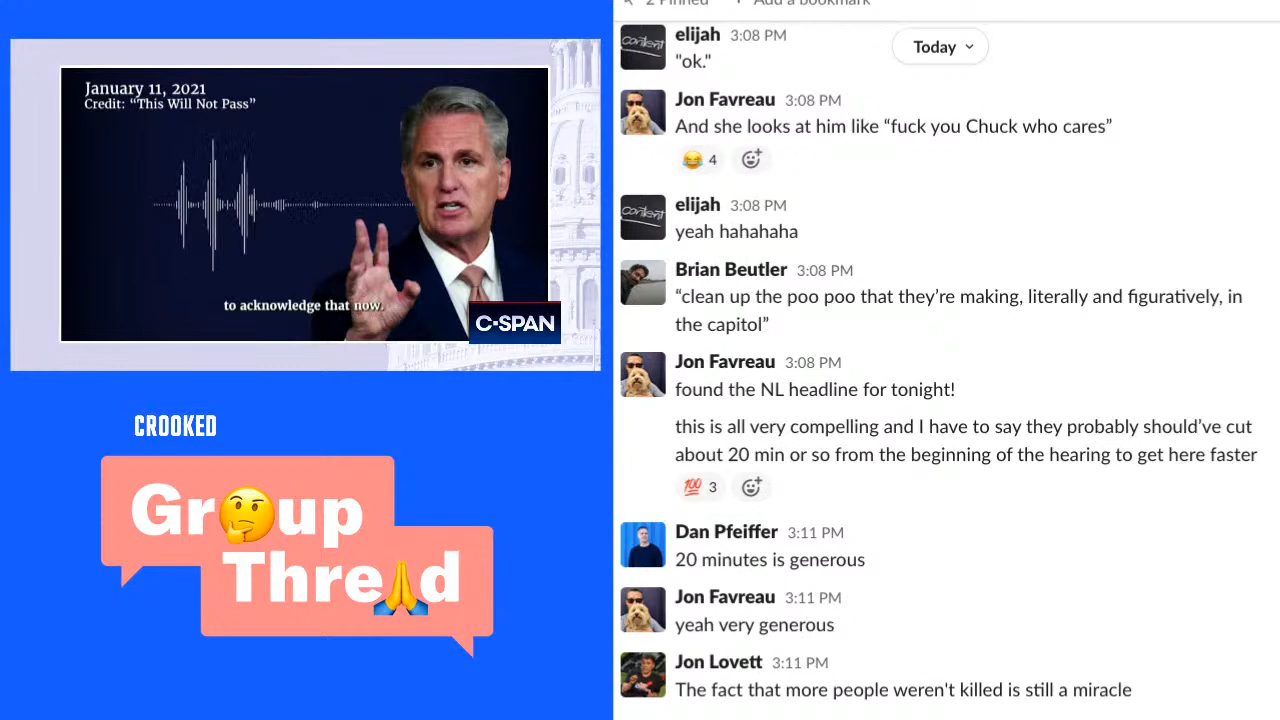 January 11, 2021
Credit: “This Will Not Pass”
to acknowledge that now.
C-SPAN
CROOKED
Gr🤔up
Thre🙏d
2 Pinned
+ Add a bookmark
Today
elijah 3:08 PM
"ok."
Jon Favreau 3:08 PM
And she looks at him like “fuck you Chuck who cares”
😂 4
elijah 3:08 PM
yeah hahahaha
Brian Beutler 3:08 PM
“clean up the poo poo that they’re making, literally and figuratively, in
the capitol”
Jon Favreau 3:08 PM
found the NL headline for tonight!
this is all very compelling and I have to say they probably should’ve cut
about 20 min or so from the beginning of the hearing to get here faster
💯 3
Dan Pfeiffer 3:11 PM
20 minutes is generous
Jon Favreau 3:11 PM
yeah very generous
Jon Lovett 3:11 PM
The fact that more people weren't killed is still a miracle